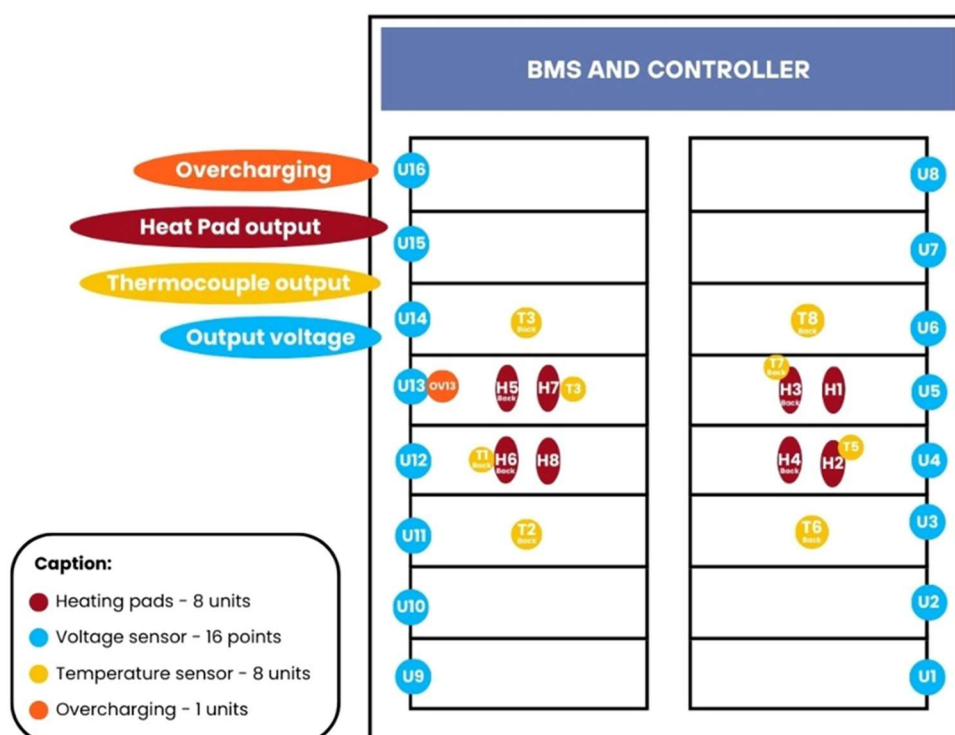 BMS AND CONTROLLER
Overcharging
Heat Pad output
Thermocouple output
Output voltage
U16
U15
U14
T3
Back
U13
OV13
H5
Back
H7
T3
U12
T1
Back
H6
Back
H8
U11
T2
Back
U10
U9
U8
U7
T8
Back
U6
T7
Back
H3
Back
H1
U5
H4
Back
H2
T5
U4
T6
Back
U3
U2
U1
Caption:
Heating pads - 8 units
Voltage sensor - 16 points
Temperature sensor - 8 units
Overcharging - 1 units